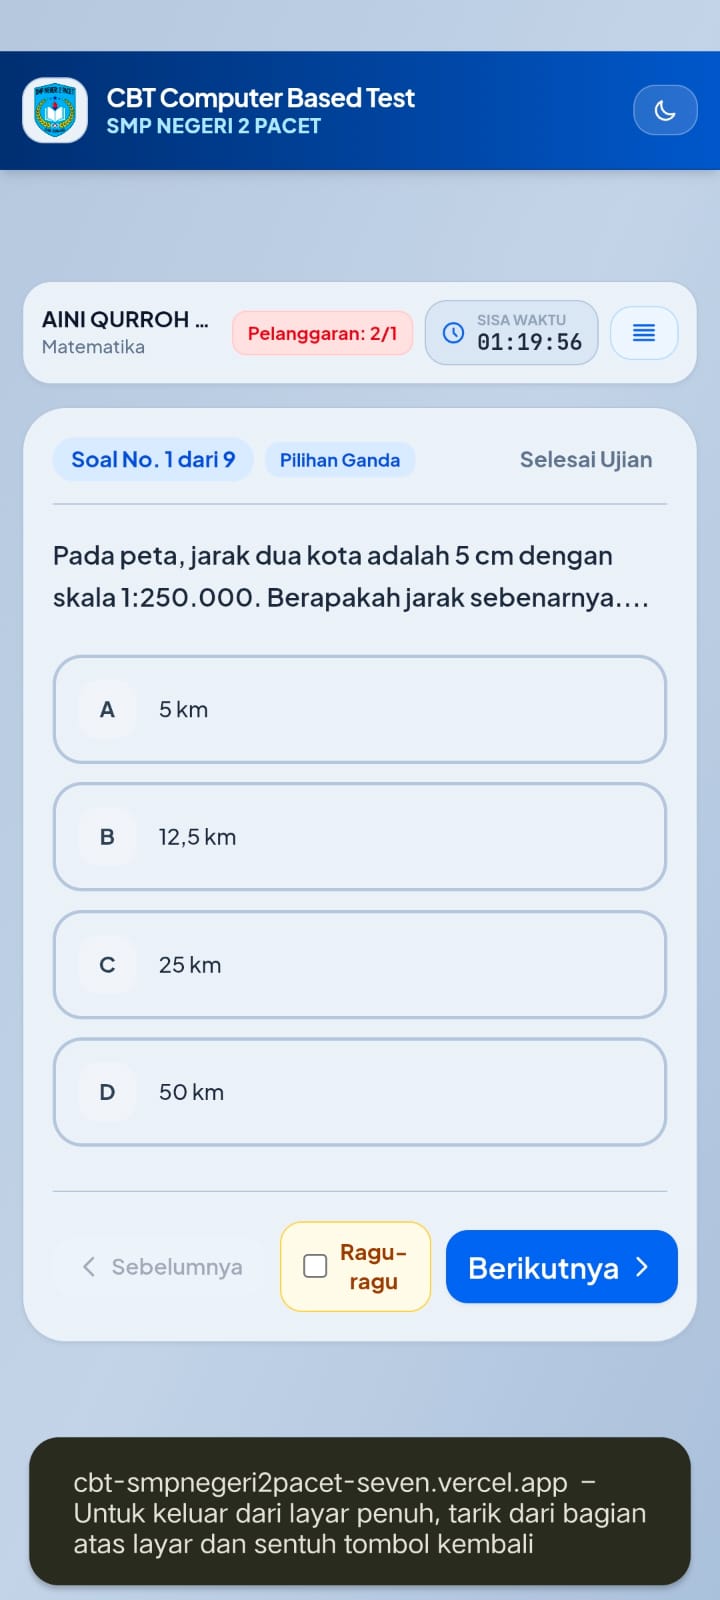 SMP NEGERI 2 PACET
CBT Computer Based Test
SMP NEGERI 2 PACET
AINI QURROH ...
Matematika
Pelanggaran: 2/1
SISA WAKTU
01:19:56
Soal No. 1 dari 9
Pilihan Ganda
Selesai Ujian
Pada peta, jarak dua kota adalah 5 cm dengan
skala 1:250.000. Berapakah jarak sebenarnya....
A 5 km
B 12,5 km
C 25 km
D 50 km
Sebelumnya
Ragu-
ragu
Berikutnya
cbt-smpnegeri2pacet-seven.vercel.app –
Untuk keluar dari layar penuh, tarik dari bagian
atas layar dan sentuh tombol kembali